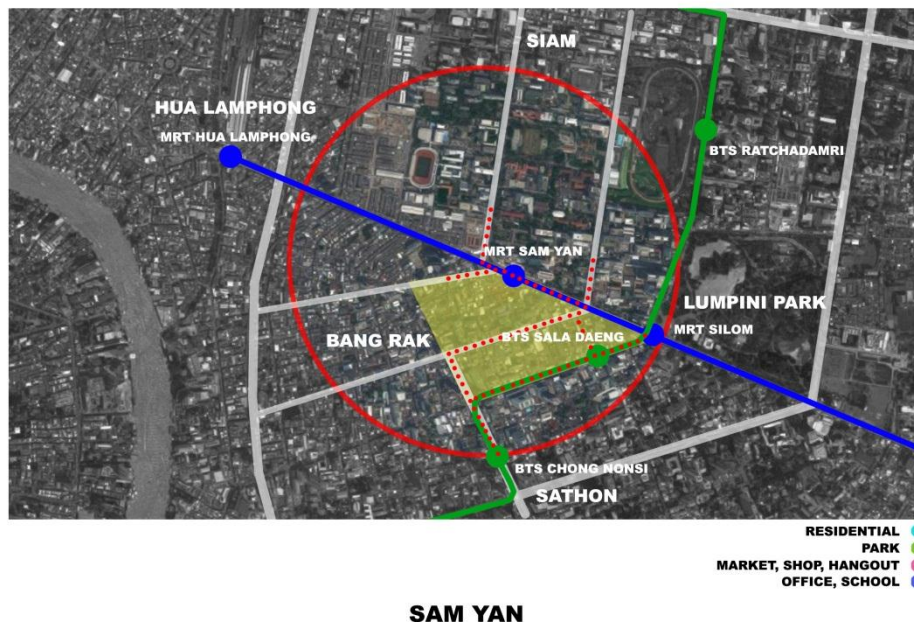 SIAM
HUA LAMPHONG
MRT HUA LAMPHONG
BTS RATCHADAMRI
MRT SAM YAN
LUMPINI PARK
BANG RAK
BTS SALA DAENG
MRT SILOM
BTS CHONG NONSI
SATHON
RESIDENTIAL
PARK
MARKET, SHOP, HANGOUT
OFFICE, SCHOOL
SAM YAN